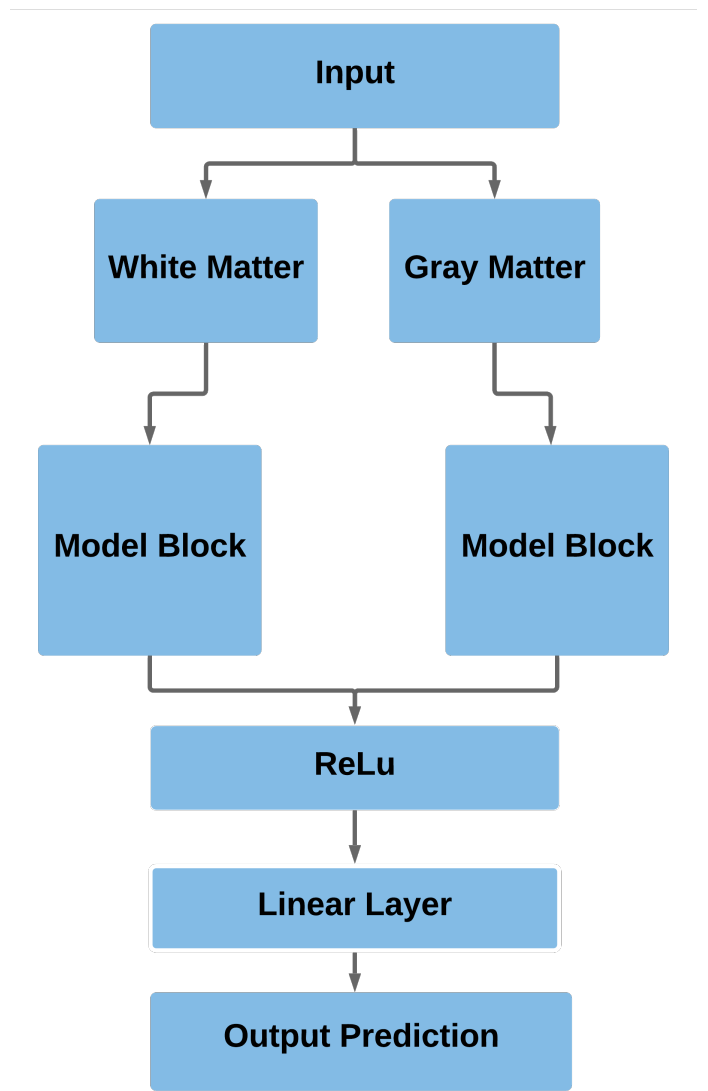 Input
White Matter
Gray Matter
Model Block
Model Block
ReLu
Linear Layer
Output Prediction